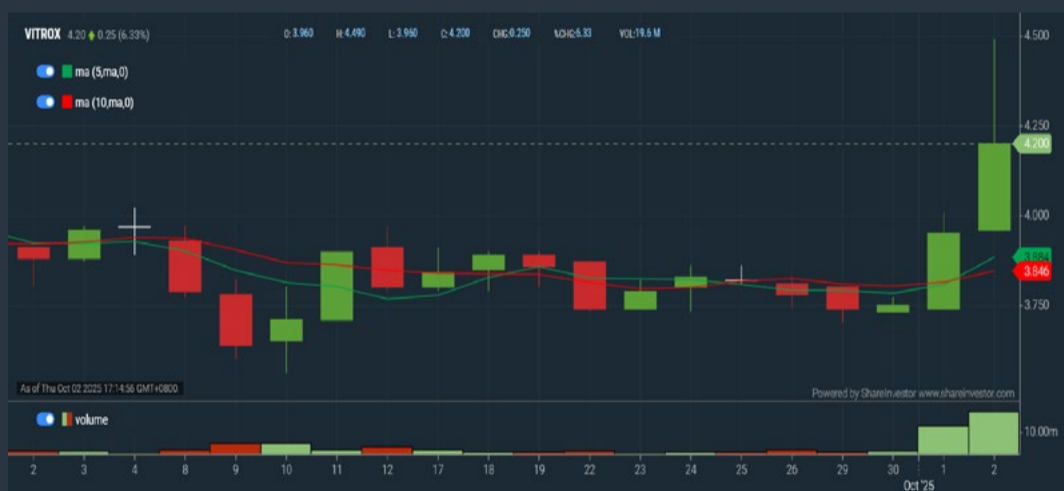 VITROX 4.20 0.25 (6.33%) O: 3.960 H: 4.490 L: 3.960 C: 4.200 CHG:0.250 %CHG:6.33 VOL:19.6 M
ma (5,ma,0)
ma (10,ma,0)
4.500
4.250
4.200
4.000
3.884
3.846
3.750
As of Thu Oct 02 2025 17:14:56 GMT+0800.
Powered by ShareInvestor www.shareinvestor.com
volume
10.00m
2 3 4 8 9 10 11 12 17 18 19 22 23 24 25 26 29 30 1 2
Oct '25